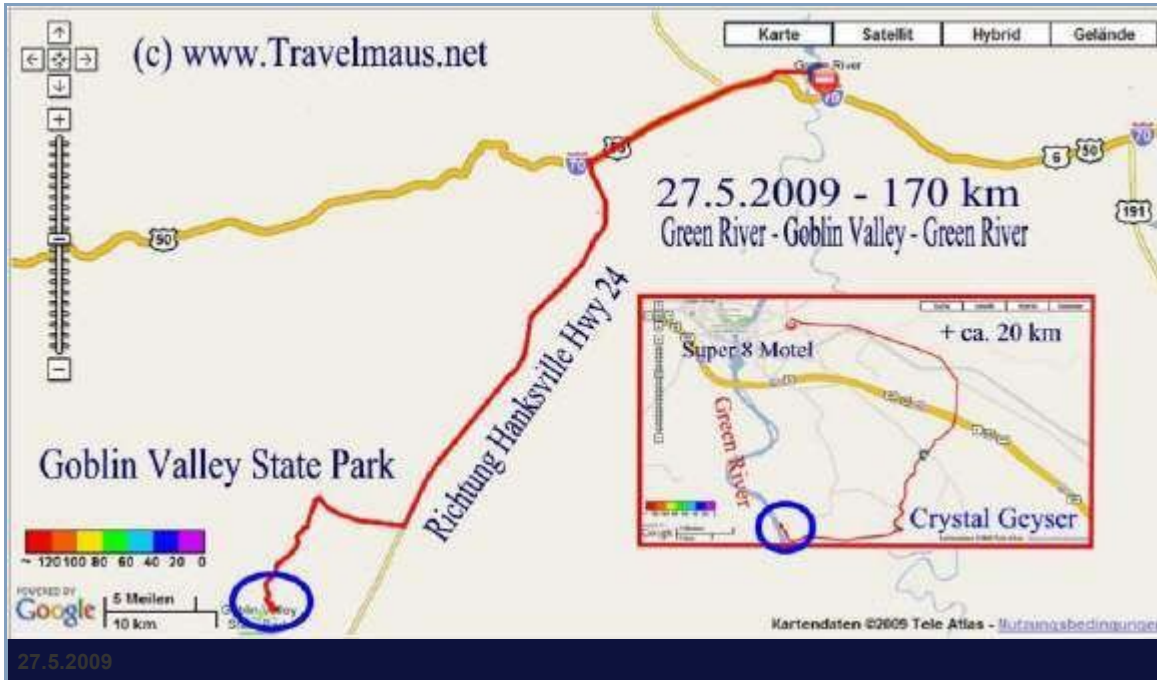 (c) www.Travelmaus.net
Karte
Satellit
Hybrid
Gelände
Green River
70
70
70
50
6
50
191
27.5.2009 - 170 km
Green River - Goblin Valley - Green River
Richtung Hanksville Hwy 24
+ ca. 20 km
Super 8 Motel
Green River
Crystal Geyser
Goblin Valley State Park
~ 120 100 80 60 40 20 0
POWERED BY
Google
5 Meilen
10 km
Goblin Valley
Kartendaten ©2009 Tele Atlas - Nutzungsbedingungen
27.5.2009